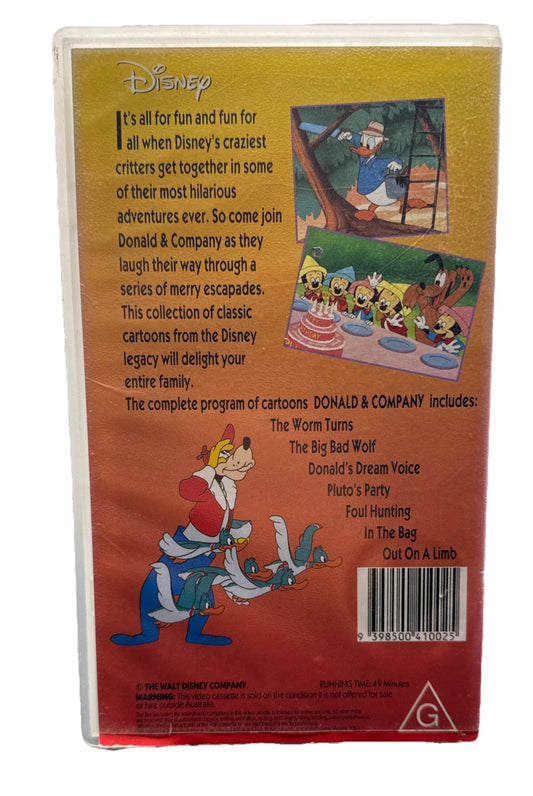 Disney
It's all for fun and fun for
all when Disney's craziest
critters get together in some
of their most hilarious
adventures ever. So come join
Donald & Company as they
laugh their way through a
series of merry escapades.
This collection of classic
cartoons from the Disney
legacy will delight your
entire family.
The complete program of cartoons DONALD & COMPANY includes:
The Worm Turns
The Big Bad Wolf
Donald's Dream Voice
Pluto's Party
Foul Hunting
In The Bag
Out On A Limb
9 398500 410025
© THE WALT DISNEY COMPANY.
RUNNING TIME: 49 Minutes
WARNING: This video cassette is sold on the condition it is not offered for sale
or hire outside Australia.
G